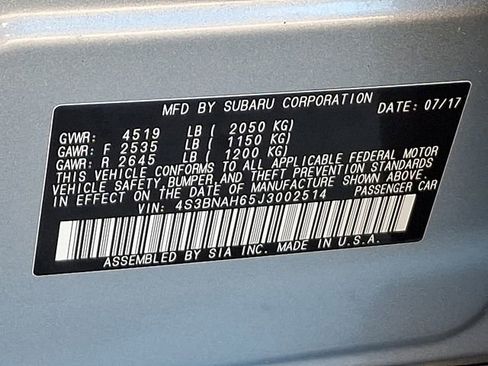 MFD BY SUBARU CORPORATION DATE: 07/17
GVWR: 4519 LB ( 2050 KG)
GAWR: F 2535 LB ( 1150 KG)
GAWR: R 2645 LB ( 1200 KG)
THIS VEHICLE CONFORMS TO ALL APPLICABLE FEDERAL MOTOR
VEHICLE SAFETY, BUMPER AND THEFT PREVENTION STANDARDS
IN EFFECT ON THE DATE OF MANUFACTURE SHOWN ABOVE.
VIN: 4S3BNAH65J3002514 PASSENGER CAR
ASSEMBLED BY SIA INC. MADE IN U.S.A.